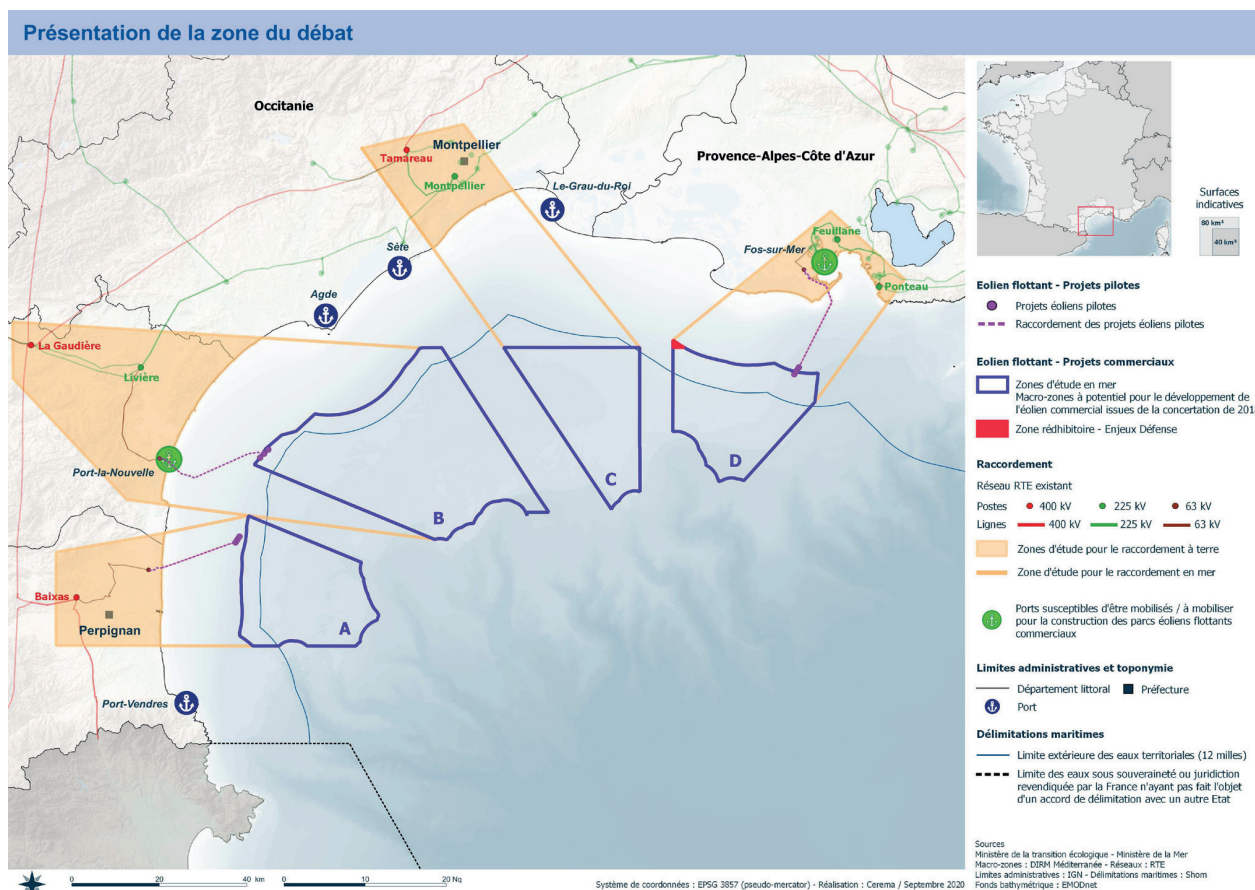 Présentation de la zone du débat
Occitanie
Tamareau
Montpellier
Montpellier
Le-Grau-du-Roi
Provence-Alpes-Côte d'Azur
Feuillane
Fos-sur-Mer
Ponteau
Sète
Agde
La Gaudière
Livière
Port-la-Nouvelle
B
C
D
A
Baixas
Perpignan
Port-Vendres
Surfaces
indicatives
80 km²
40 km²
Eolien flottant - Projets pilotes
Projets éoliens pilotes
Raccordement des projets éoliens pilotes
Eolien flottant - Projets commerciaux
Zones d'étude en mer
Macro-zones à potentiel pour le développement de
l'éolien commercial issues de la concertation de 201
Zone rédhibitoire - Enjeux Défense
Raccordement
Réseau RTE existant
Postes 400 kV 225 kV 63 kV
Lignes 400 kV 225 kV 63 kV
Zones d'étude pour le raccordement à terre
Zone d'étude pour le raccordement en mer
Ports susceptibles d'être mobilisés / à mobiliser
pour la construction des parcs éoliens flottants
commerciaux
Limites administratives et toponymie
Département littoral Préfecture
Port
Délimitations maritimes
Limite extérieure des eaux territoriales (12 milles)
Limite des eaux sous souveraineté ou juridiction
revendiquée par la France n'ayant pas fait l'objet
d'un accord de délimitation avec un autre Etat
Sources
Ministère de la transition écologique - Ministère de la Mer
Macro-zones : DIRM Méditerranée - Réseaux : RTE
Limites administratives : IGN - Délimitations maritimes : Shom
Fonds bathymétrique : EMODnet
0 20 40 km
0 10 20 Nq
Système de coordonnées : EPSG 3857 (pseudo-mercator) - Réalisation : Cerema / Septembre 2020